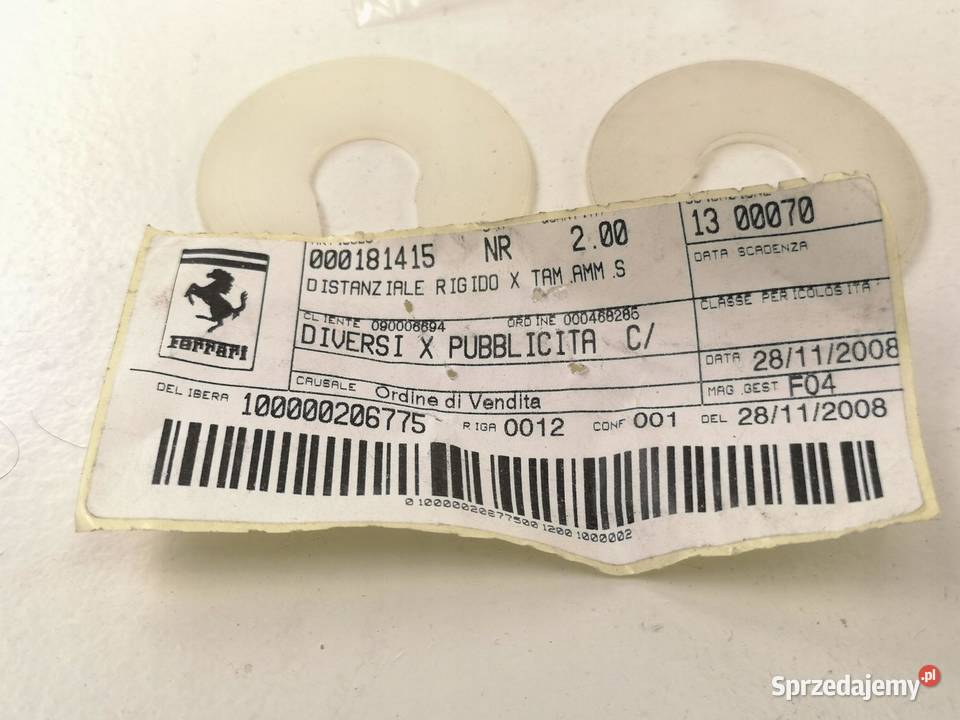 000181415 NR 2.00 13 00070
DISTANZIALE RIGIDO X TAM.AMM.S
DATA SCADENZA
CLIENTE 090006694 ORDINE 000468286
CLASSE PERICOLOSITA'
DIVERSI X PUBBLICITA C/
DATA 28/11/2008
Ferrari
CAUSALE Ordine di Vendita
MAG.GEST F04
DELIBERA 100000206775 RIGA 0012 CONF 001 DEL 28/11/2008
Sprzedajemy.pl